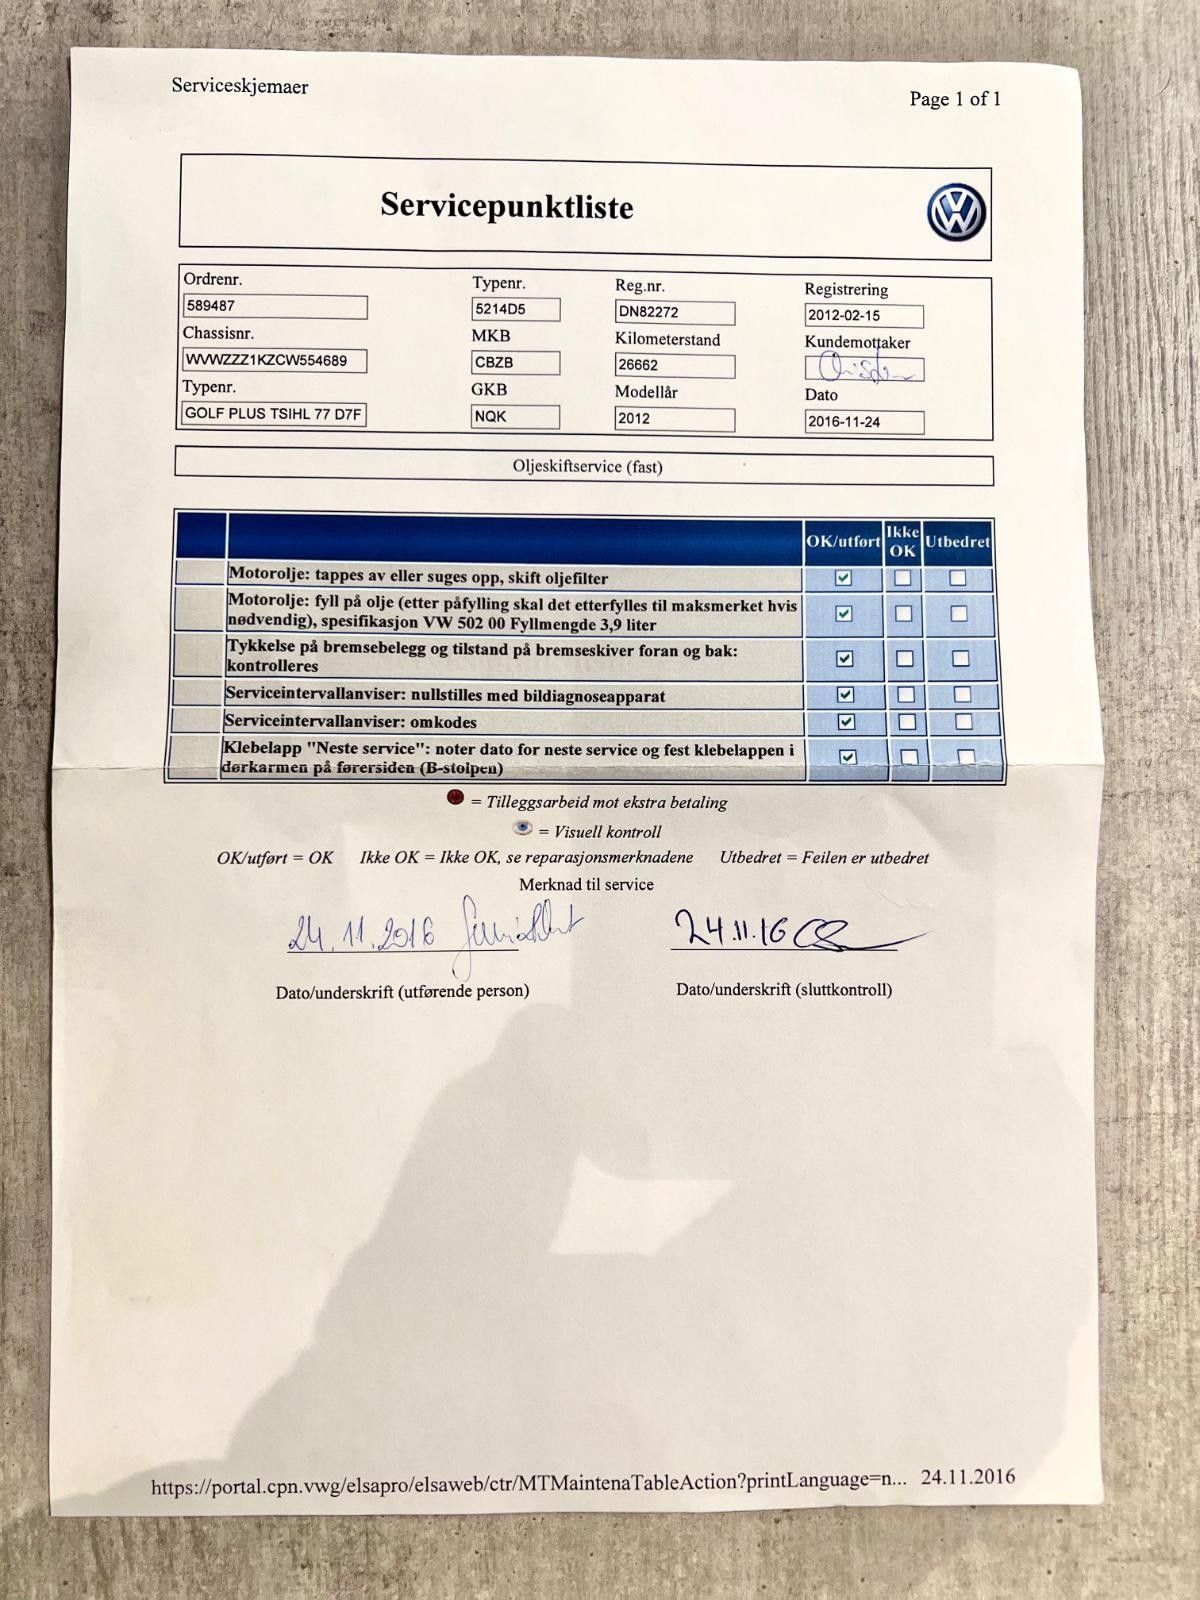 Serviceskjemaer
Page 1 of 1
Servicepunktliste
Ordrenr.
589487
Typenr.
5214D5
Reg.nr.
DN82272
Registrering
2012-02-15
Chassisnr.
WVWZZZ1KZCW554689
MKB
CBZB
Kilometerstand
26662
Kundemottaker
Typenr.
GOLF PLUS TSIHL 77 D7F
GKB
NQK
Modellår
2012
Dato
2016-11-24
Oljeskiftservice (fast)
OK/utført
Ikke
OK
Utbedret
Motorolje: tappes av eller suges opp, skift oljefilter
Motorolje: fyll på olje (etter påfylling skal det etterfylles til maksmerket hvis
nødvendig), spesifikasjon VW 502 00 Fyllmengde 3,9 liter
Tykkelse på bremsebelegg og tilstand på bremseskiver foran og bak:
kontrolleres
Serviceintervallanviser: nullstilles med bildiagnoseapparat
Serviceintervallanviser: omkodes
Klebelapp "Neste service": noter dato for neste service og fest klebelappen i
dørkarmen på førersiden (B-stolpen)
= Tilleggsarbeid mot ekstra betaling
= Visuell kontroll
OK/utført = OK Ikke OK = Ikke OK, se reparasjonsmerknadene Utbedret = Feilen er utbedret
Merknad til service
24.11.2016
24.11.16
Dato/underskrift (utførende person)
Dato/underskrift (sluttkontroll)
https://portal.cpn.vwg/elsapro/elsaweb/ctr/MTMaintenaTableAction?printLanguage=n... 24.11.2016